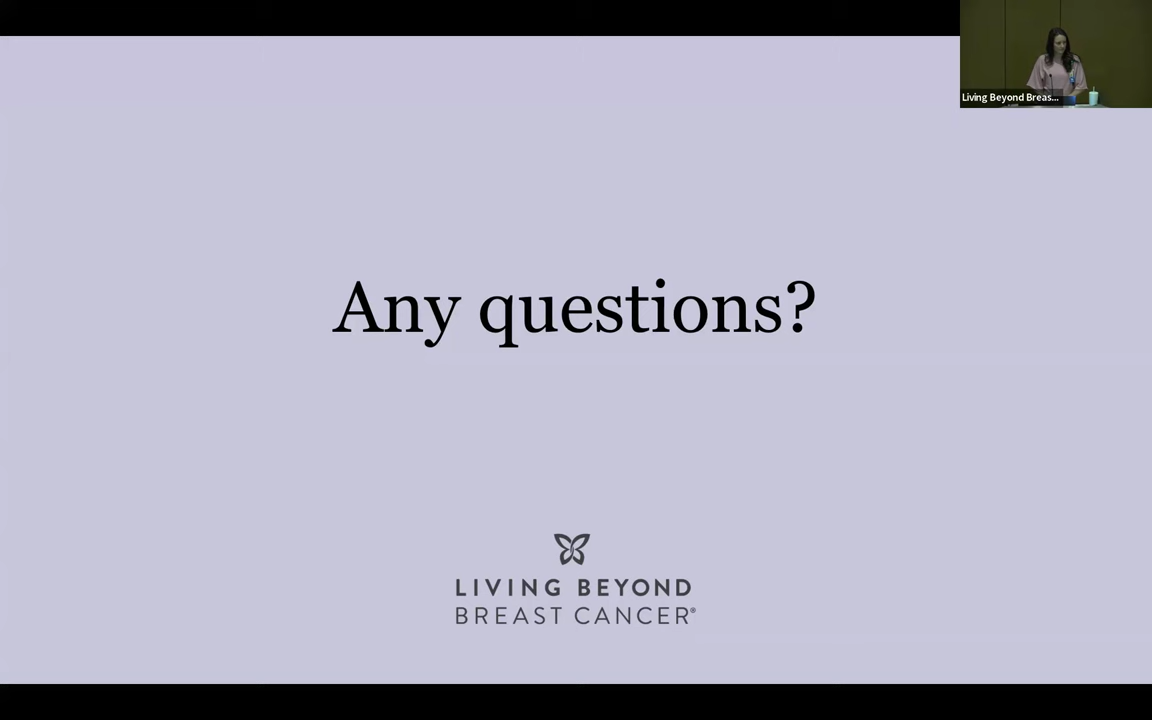 Living Beyond Breas...
Any questions?
LIVING BEYOND
BREAST CANCER®